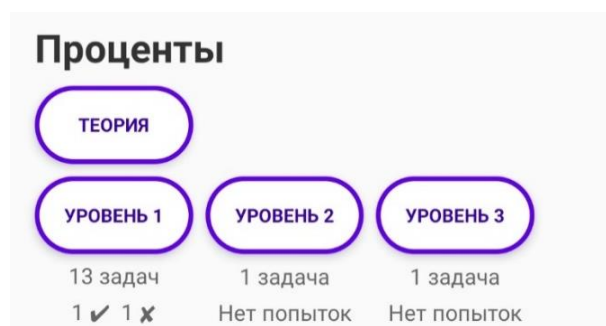 Проценты
ТЕОРИЯ
УРОВЕНЬ 1 УРОВЕНЬ 2 УРОВЕНЬ 3
13 задач 1 задача 1 задача
1 ✔ 1 ✘ Нет попыток Нет попыток